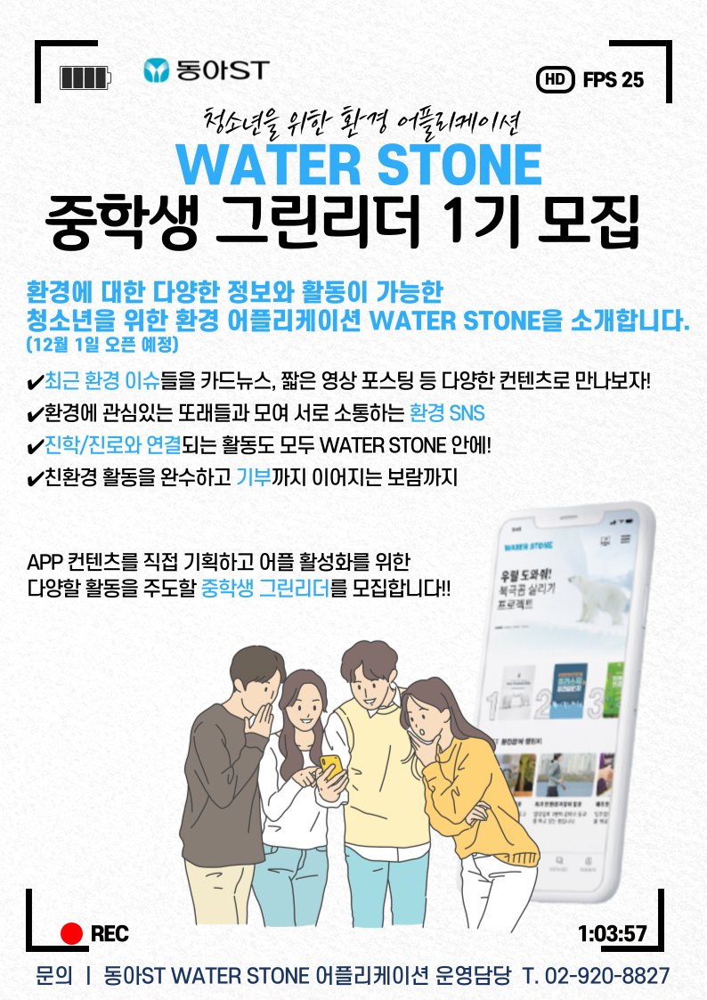 동아ST
HD FPS 25
청소년을 위한 환경 어플리케이션
WATER STONE
중학생 그린리더 1기 모집
환경에 대한 다양한 정보와 활동이 가능한
청소년을 위한 환경 어플리케이션 WATER STONE을 소개합니다.
(12월 1일 오픈 예정)
✔최근 환경 이슈들을 카드뉴스, 짧은 영상 포스팅 등 다양한 컨텐츠로 만나보자!
✔환경에 관심있는 또래들과 모여 서로 소통하는 환경 SNS
✔진학/진로와 연결되는 활동도 모두 WATER STONE 안에!
✔친환경 활동을 완수하고 기부까지 이어지는 보람까지
APP 컨텐츠를 직접 기획하고 어플 활성화를 위한
다양할 활동을 주도할 중학생 그린리더를 모집합니다!!
WATER STONE
우릴 도와줘!
북극곰 살리기
프로젝트
1 2 3
REC
1:03:57
문의 | 동아ST WATER STONE 어플리케이션 운영담당 T. 02-920-8827